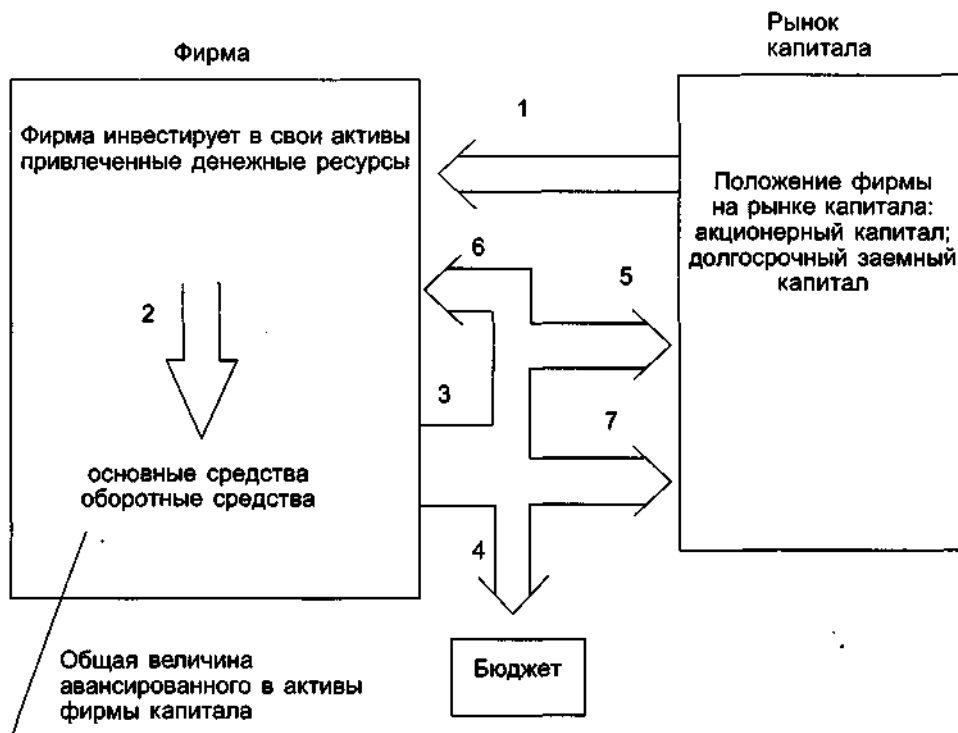 Фирма
Рынок
капитала
Фирма инвестирует в свои активы
привлеченные денежные ресурсы
1
Положение фирмы
на рынке капитала:
акционерный капитал;
долгосрочный заемный
капитал
6
5
2
3
7
основные средства
оборотные средства
4
Общая величина
авансированного в активы
фирмы капитала
Бюджет